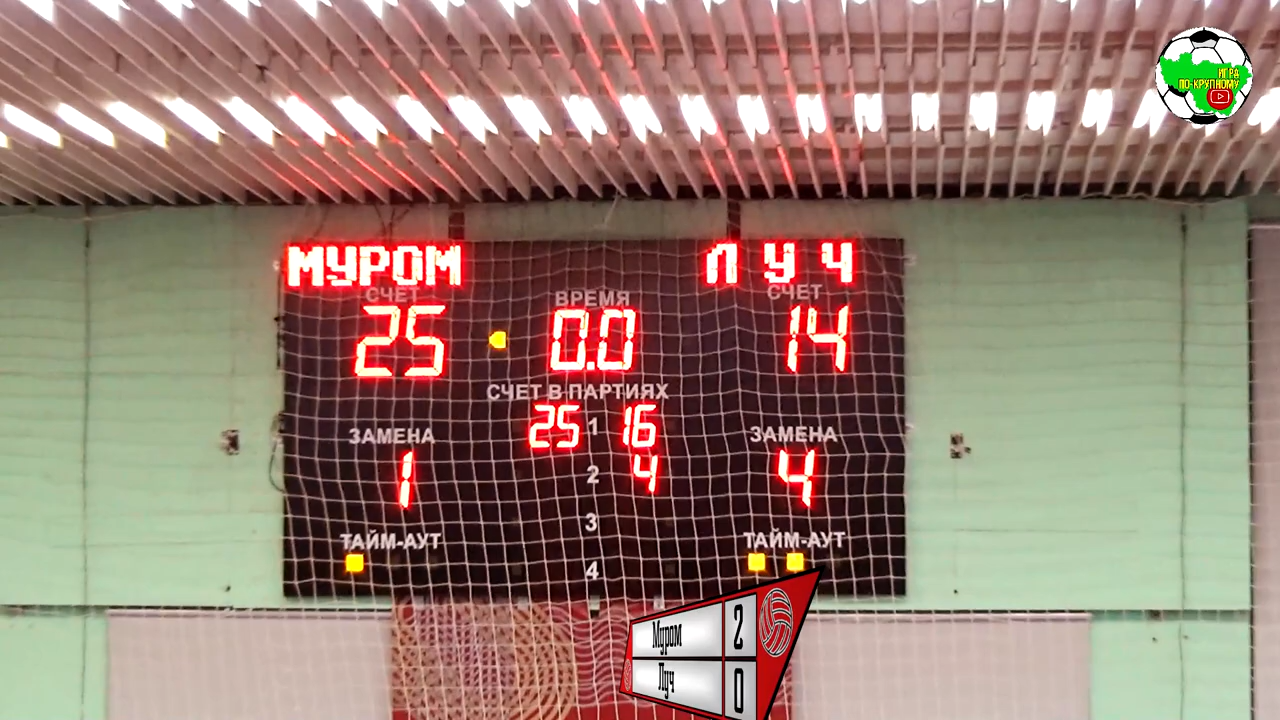 ИГРА
ПО-КРУПНОМУ
МУРОМ ЛУЧ
СЧЕТ ВРЕМЯ СЧЕТ
25 0.0 14
СЧЕТ В ПАРТИЯХ
25 1 16
ЗАМЕНА ЗАМЕНА
1 2 4 4
3
ТАЙМ-АУТ ТАЙМ-АУТ
4
Муром 2
Луч 0